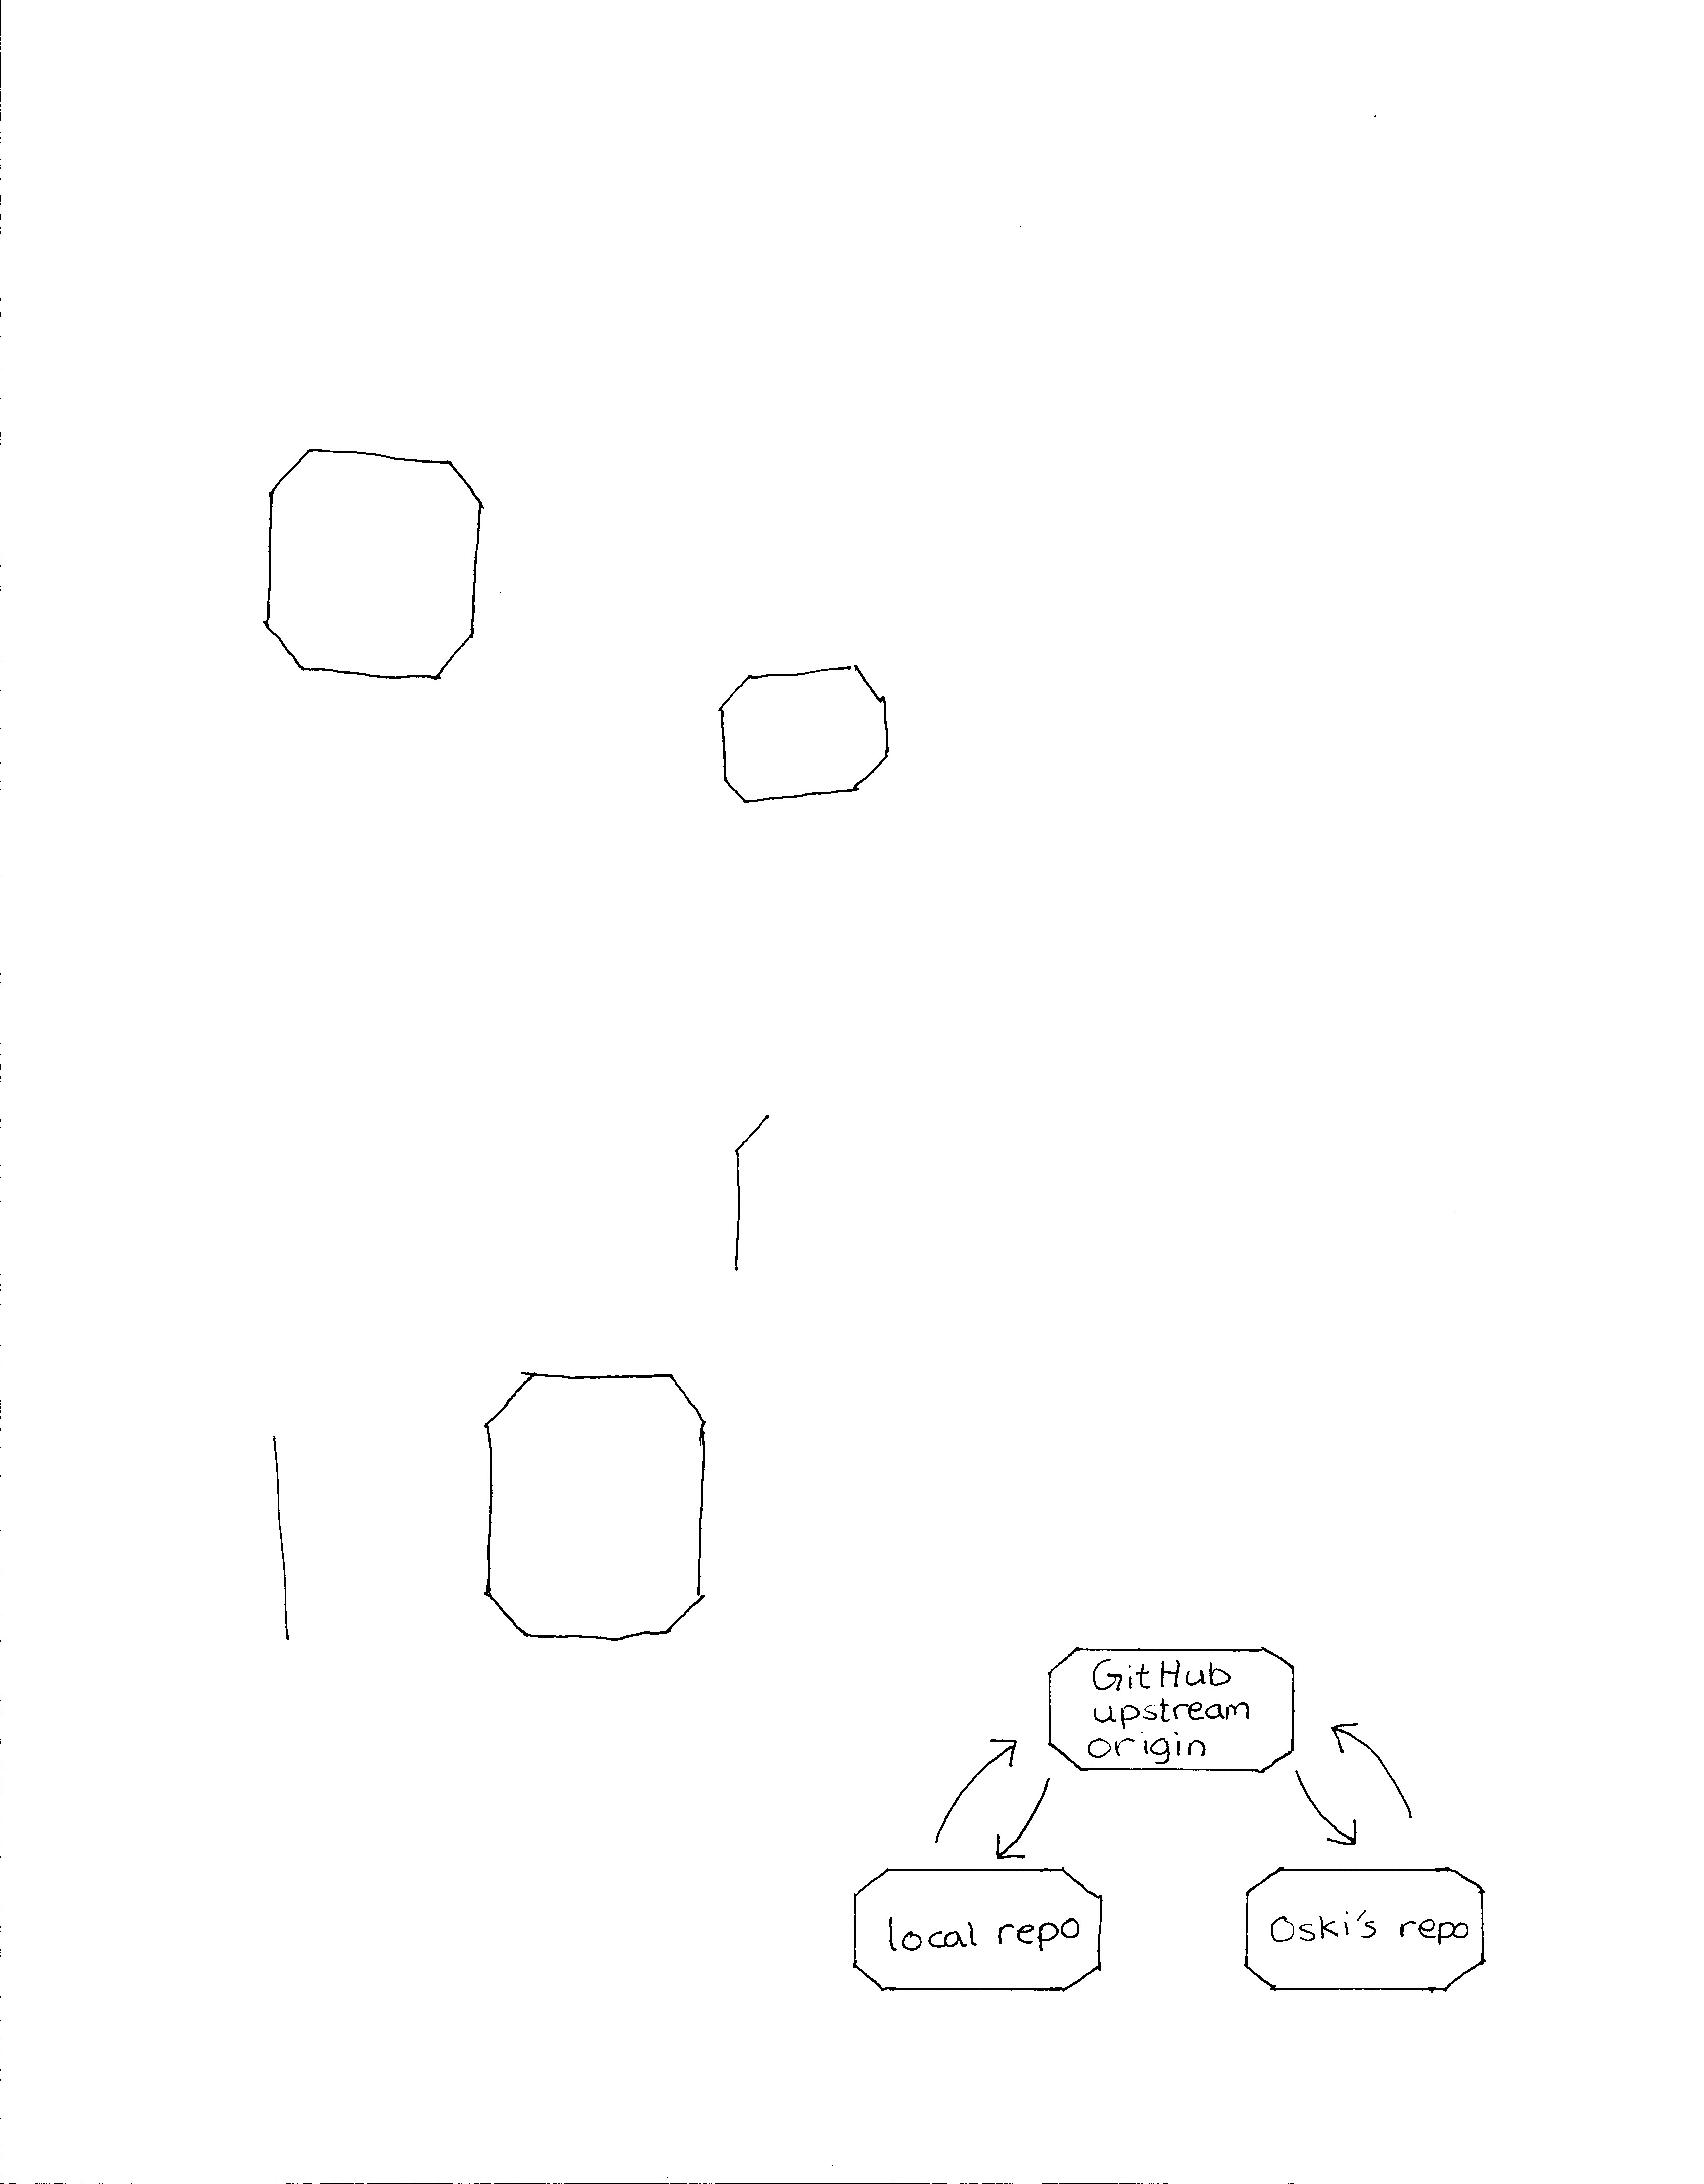 GitHub
upstream
origin
local repo
Oski's repo